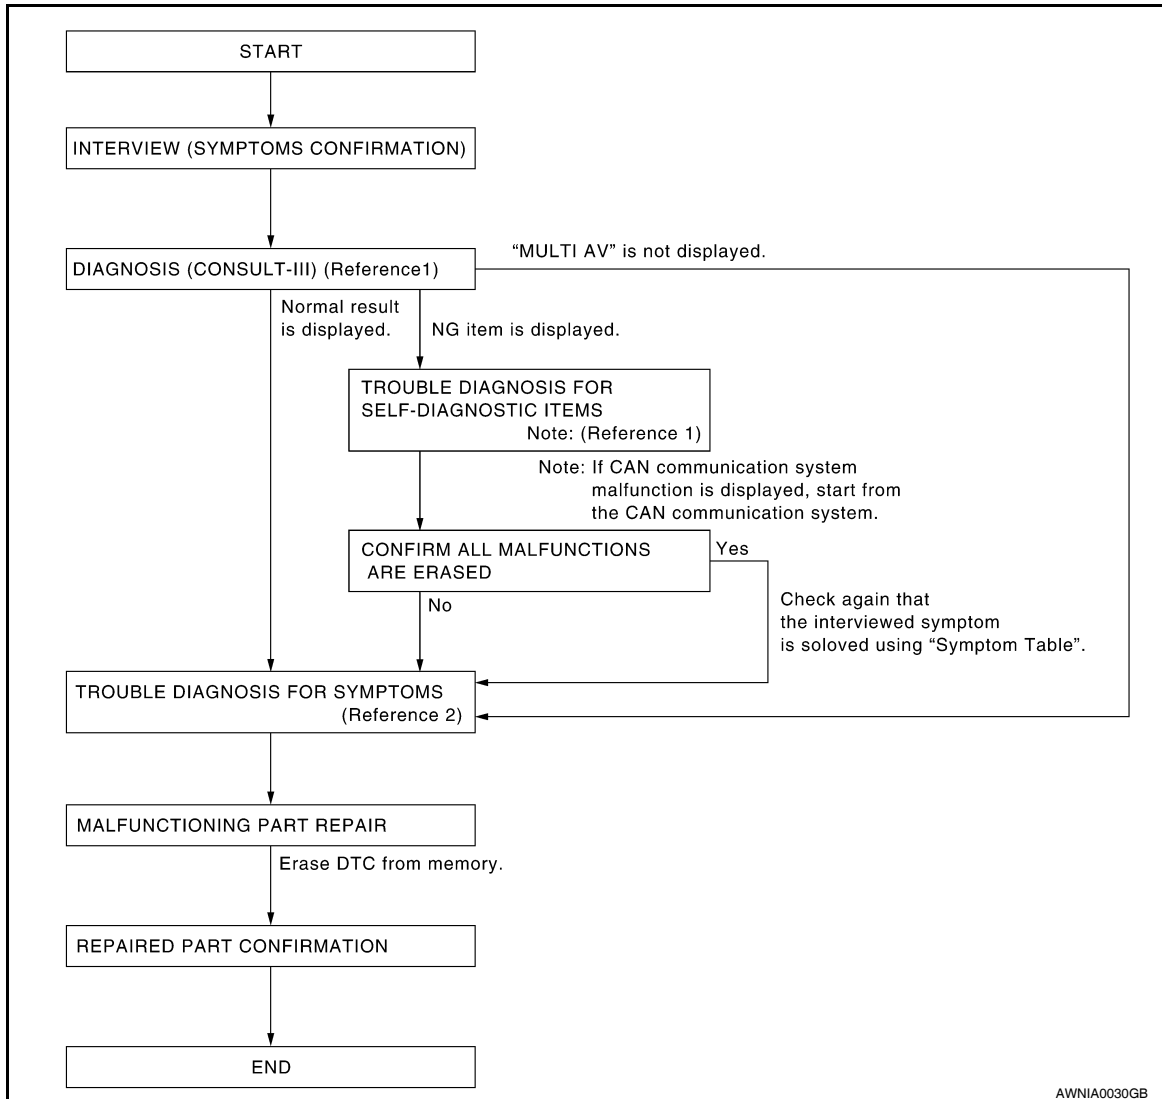 START
INTERVIEW (SYMPTOMS CONFIRMATION)
DIAGNOSIS (CONSULT-III) (Reference1)
“MULTI AV” is not displayed.
Normal result
is displayed.
NG item is displayed.
TROUBLE DIAGNOSIS FOR
SELF-DIAGNOSTIC ITEMS
Note: (Reference 1)
Note: If CAN communication system
malfunction is displayed, start from
the CAN communication system.
CONFIRM ALL MALFUNCTIONS
ARE ERASED
Yes
No
Check again that
the interviewed symptom
is soloved using “Symptom Table”.
TROUBLE DIAGNOSIS FOR SYMPTOMS
(Reference 2)
MALFUNCTIONING PART REPAIR
Erase DTC from memory.
REPAIRED PART CONFIRMATION
END
AWNIA0030GB